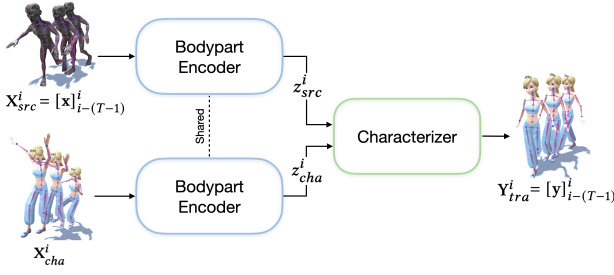 Bodypart
Encoder
X^i_src = [x]^i_{i-(T-1)}
z^i_src
Shared
Characterizer
Bodypart
Encoder
z^i_cha
X^i_cha
Y^i_tra = [y]^i_{i-(T-1)}